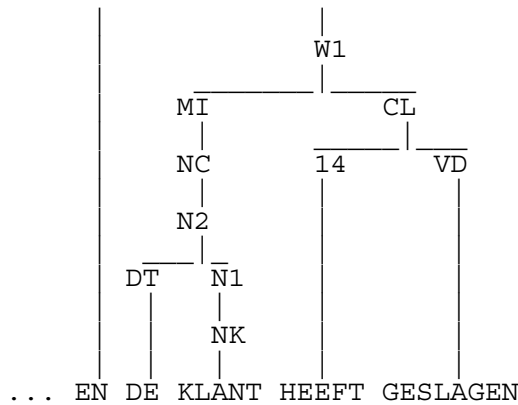 W1
MI CL
NC 14 VD
N2
DT N1
NK
... EN DE KLANT HEEFT GESLAGEN